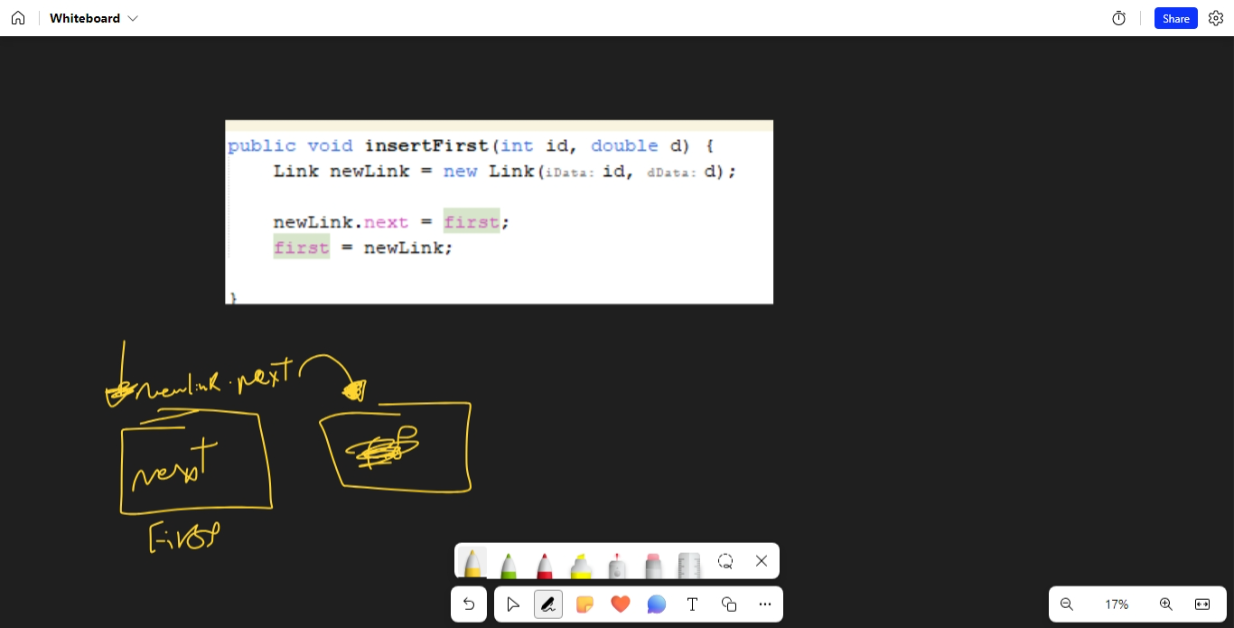 Whiteboard
Share
public void insertFirst(int id, double d) {
Link newLink = new Link(iData: id, dData: d);
newLink.next = first;
first = newLink;
}
newlink.next
next
First
T
17%